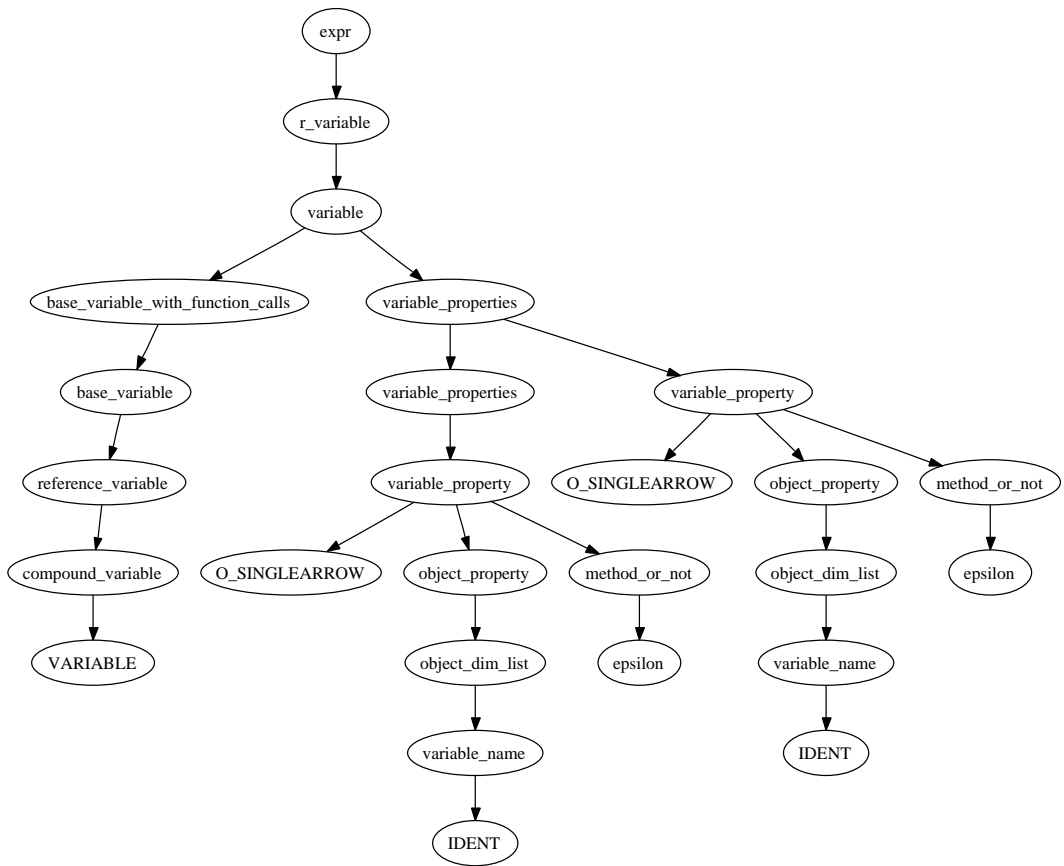 expr
r_variable
variable
base_variable_with_function_calls variable_properties
base_variable variable_properties variable_property
reference_variable variable_property O_SINGLEARROW object_property method_or_not
compound_variable O_SINGLEARROW object_property method_or_not object_dim_list epsilon
VARIABLE object_dim_list epsilon variable_name
variable_name IDENT
IDENT